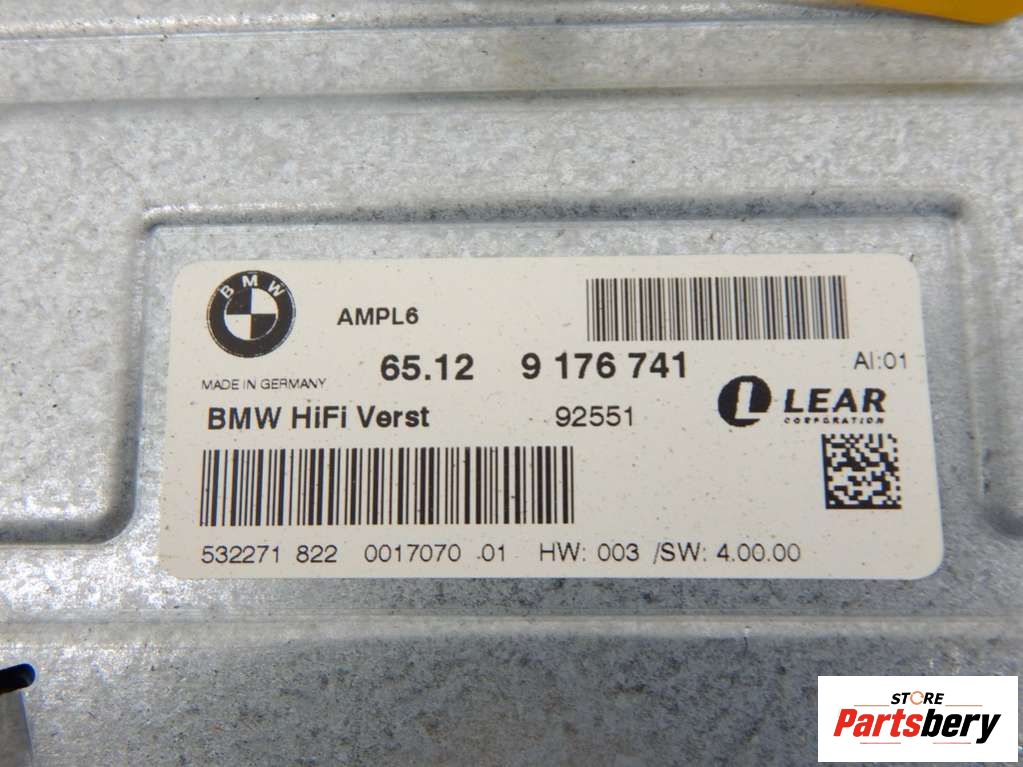 BMW
AMPL6
65.12 9 176 741
AI:01
MADE IN GERMANY
BMW HiFi Verst 92551
LEAR
CORPORATION
532271 822 0017070 .01 HW: 003 /SW: 4.00.00
STORE
Partsbery